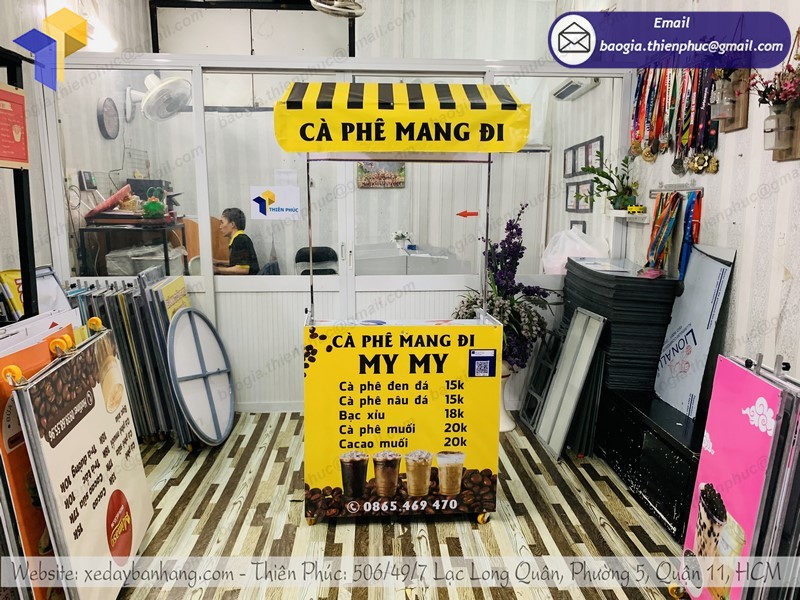 Email
baogia.thienphuc@gmail.com
THIÊN PHÚC
CÀ PHÊ MANG ĐI
CÀ PHÊ MANG ĐI
MY MY
Cà phê đen đá 15k
Cà phê nâu đá 15k
Bạc xỉu 18k
Cà phê muối 20k
Cacao muối 20k
0865.469 470
LION ALU
Website: xedaybanhang.com - Thiên Phúc: 506/49/7 Lạc Long Quân, Phường 5, Quận 11, HCM